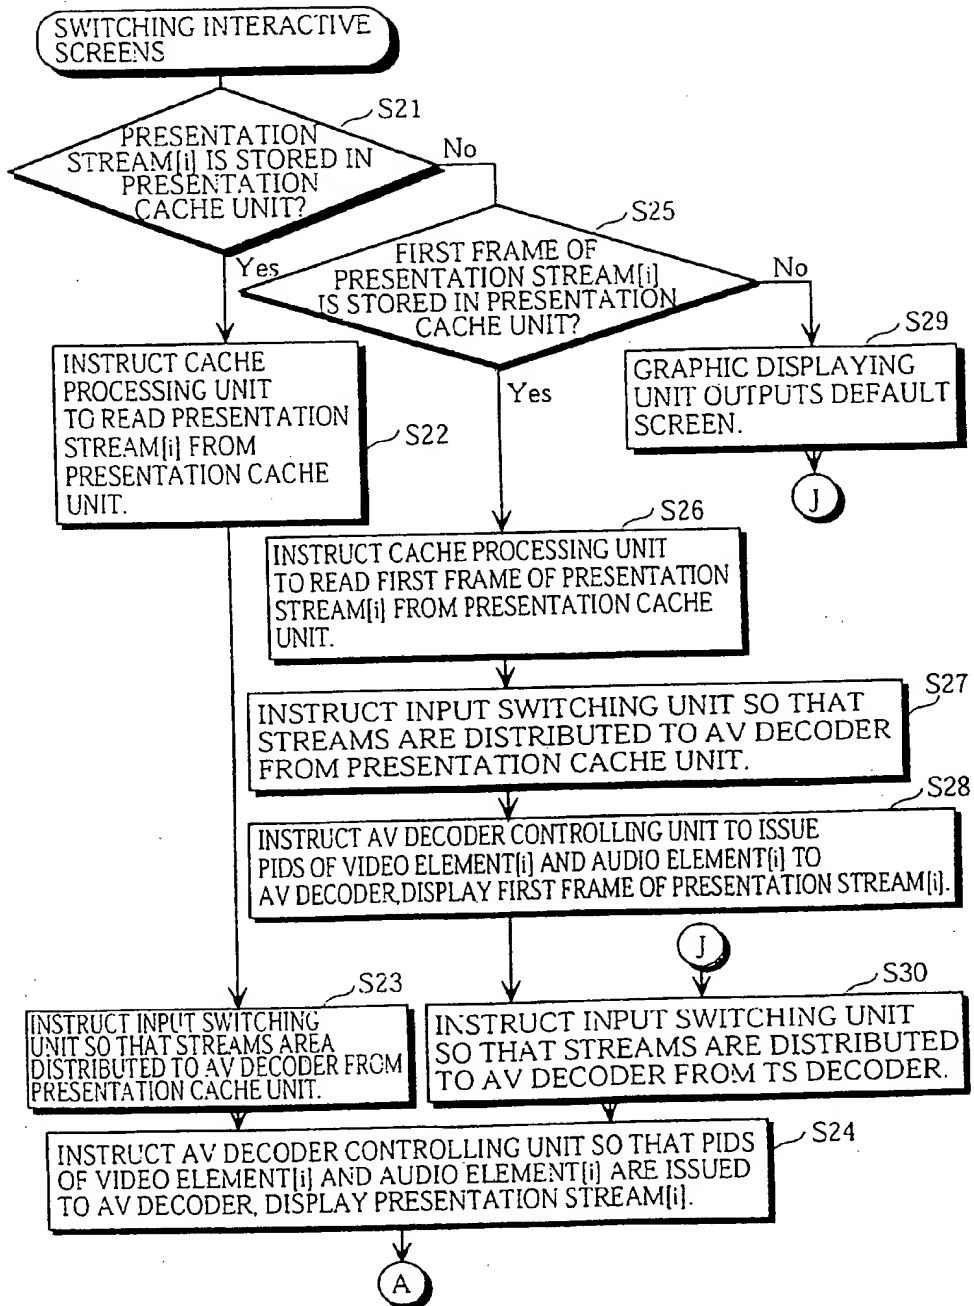 SWITCHING INTERACTIVE
SCREENS
S21
PRESENTATION
STREAM[i] IS STORED IN
PRESENTATION
CACHE UNIT?
No
Yes
S25
FIRST FRAME OF
PRESENTATION STREAM[i]
IS STORED IN PRESENTATION
CACHE UNIT?
No
Yes
S29
GRAPHIC DISPLAYING
UNIT OUTPUTS DEFAULT
SCREEN.
J
INSTRUCT CACHE
PROCESSING UNIT
TO READ PRESENTATION
STREAM[i] FROM
PRESENTATION CACHE
UNIT.
S22
S26
INSTRUCT CACHE PROCESSING UNIT
TO READ FIRST FRAME OF PRESENTATION
STREAM[i] FROM PRESENTATION CACHE
UNIT.
S27
INSTRUCT INPUT SWITCHING UNIT SO THAT
STREAMS ARE DISTRIBUTED TO AV DECODER
FROM PRESENTATION CACHE UNIT.
S28
INSTRUCT AV DECODER CONTROLLING UNIT TO ISSUE
PIDS OF VIDEO ELEMENT[i] AND AUDIO ELEMENT[i] TO
AV DECODER,DISPLAY FIRST FRAME OF PRESENTATION STREAM[i].
J
S23
INSTRUCT INPUT SWITCHING
UNIT SO THAT STREAMS AREA
DISTRIBUTED TO AV DECODER FROM
PRESENTATION CACHE UNIT.
S30
INSTRUCT INPUT SWITCHING UNIT
SO THAT STREAMS ARE DISTRIBUTED
TO AV DECODER FROM TS DECODER.
S24
INSTRUCT AV DECODER CONTROLLING UNIT SO THAT PIDS
OF VIDEO ELEMENT[i] AND AUDIO ELEMENT[i] ARE ISSUED
TO AV DECODER, DISPLAY PRESENTATION STREAM[i].
A